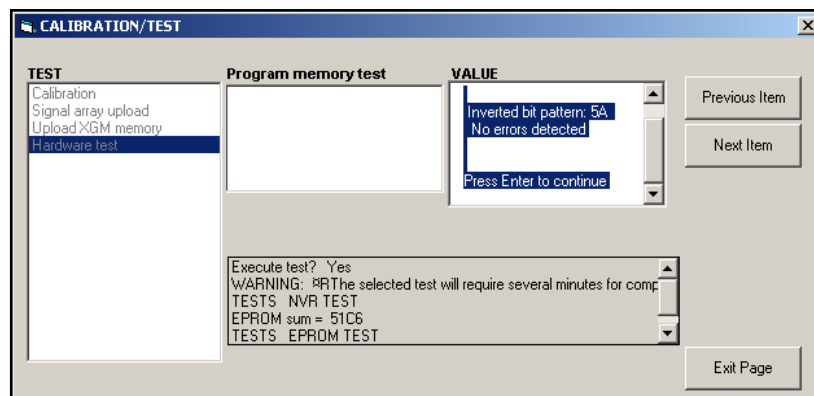 CALIBRATION/TEST
TEST
Calibration
Signal array upload
Upload XGM memory
Hardware test
Program memory test
VALUE
Inverted bit pattern: 5A
No errors detected
Press Enter to continue
Previous Item
Next Item
Execute test?  Yes
WARNING:  ¤RThe selected test will require several minutes for comp
TESTS  NVR TEST
EPROM sum =  51C6
TESTS  EPROM TEST
Exit Page